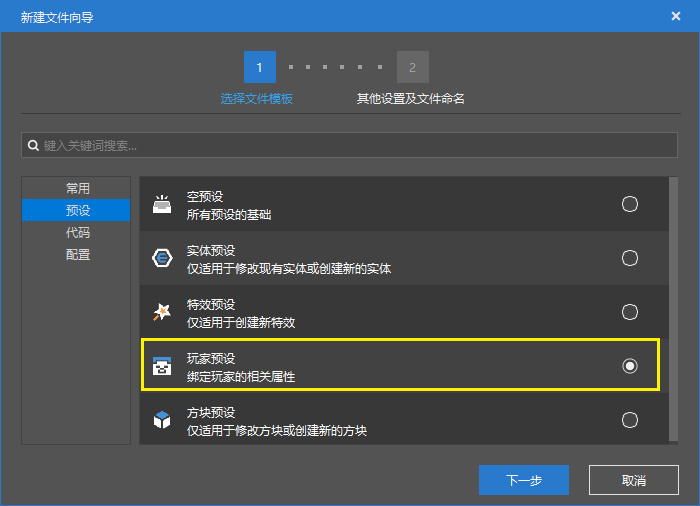 新建文件向导
1
2
选择文件模板
其他设置及文件命名
键入关键词搜索...
常用
预设
代码
配置
空预设
所有预设的基础
实体预设
仅适用于修改现有实体或创建新的实体
特效预设
仅适用于创建新特效
玩家预设
绑定玩家的相关属性
方块预设
仅适用于修改方块或创建新的方块
下一步
取消